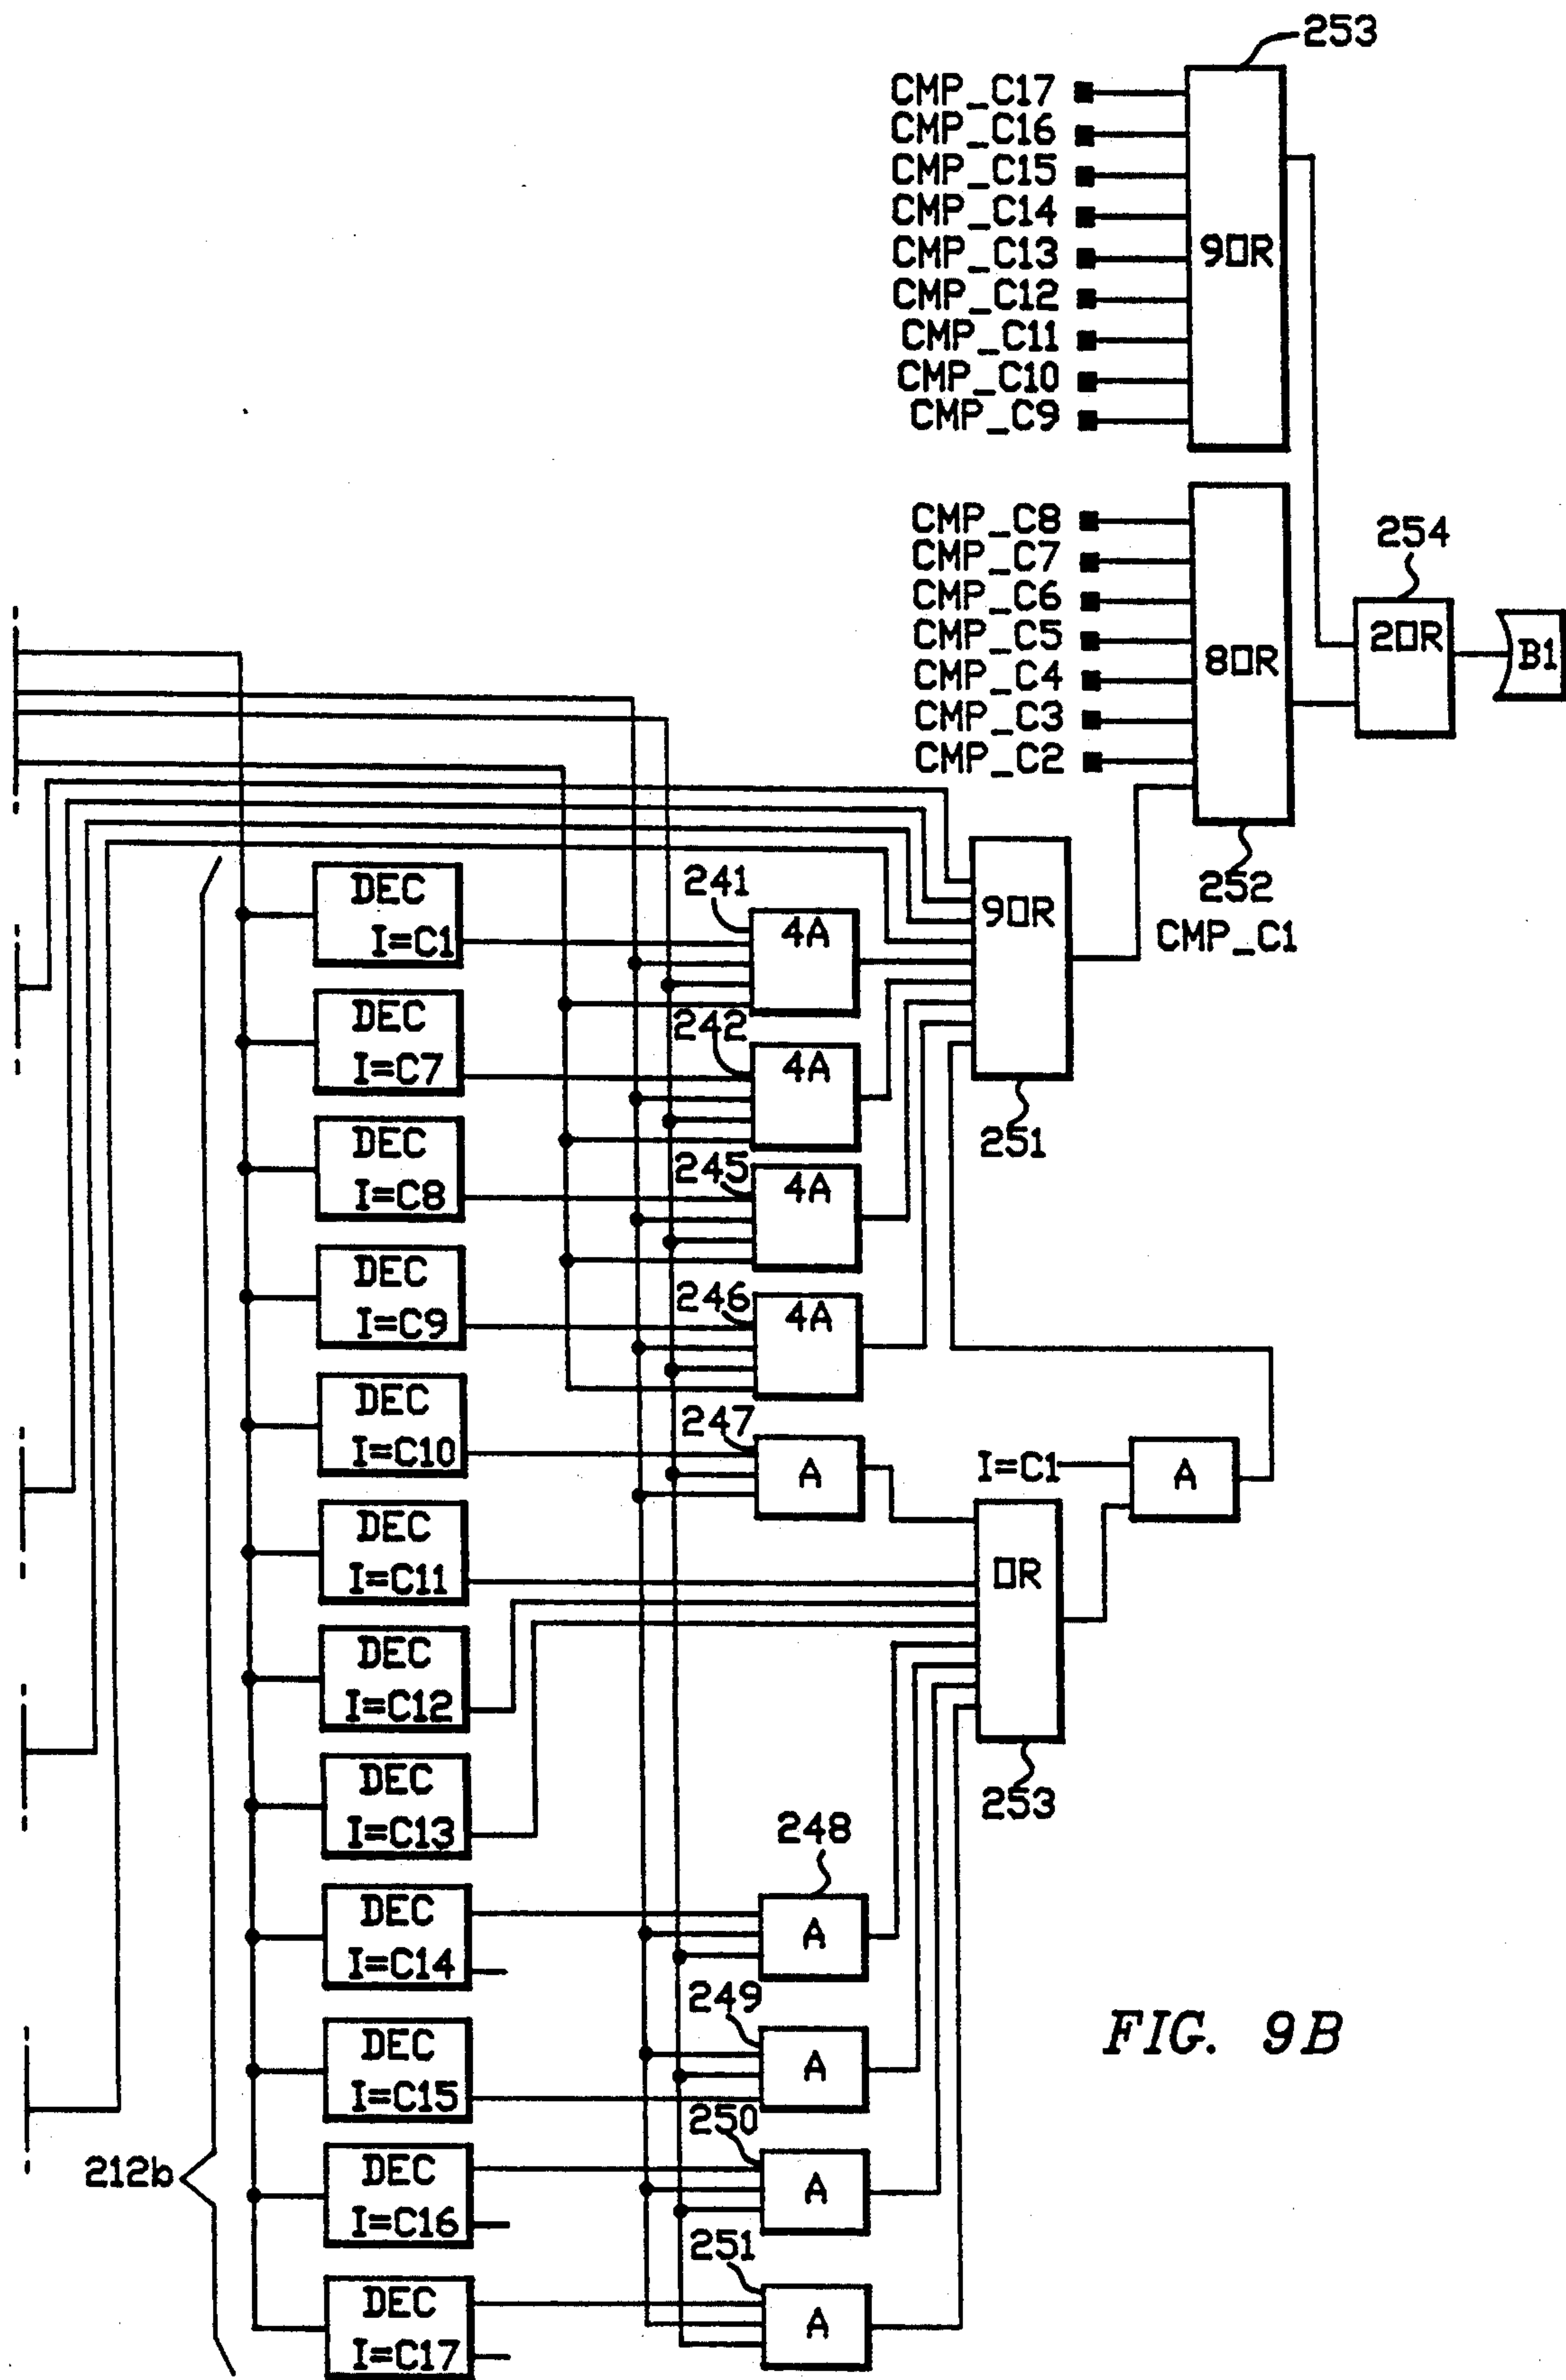 253
CMP_C17
CMP_C16
CMP_C15
CMP_C14
CMP_C13
CMP_C12
CMP_C11
CMP_C10
CMP_C9
9OR
CMP_C8
CMP_C7
CMP_C6
CMP_C5
CMP_C4
CMP_C3
CMP_C2
8OR
254
2OR
B1
252
CMP_C1
9OR
251
DEC
I=C1
241
4A
DEC
I=C7
242
4A
DEC
I=C8
245
4A
DEC
I=C9
246
4A
DEC
I=C10
247
A
I=C1
A
DEC
I=C11
OR
DEC
I=C12
DEC
I=C13
253
248
DEC
I=C14
A
249
DEC
I=C15
A
FIG. 9B
250
212b
DEC
I=C16
A
251
DEC
I=C17
A